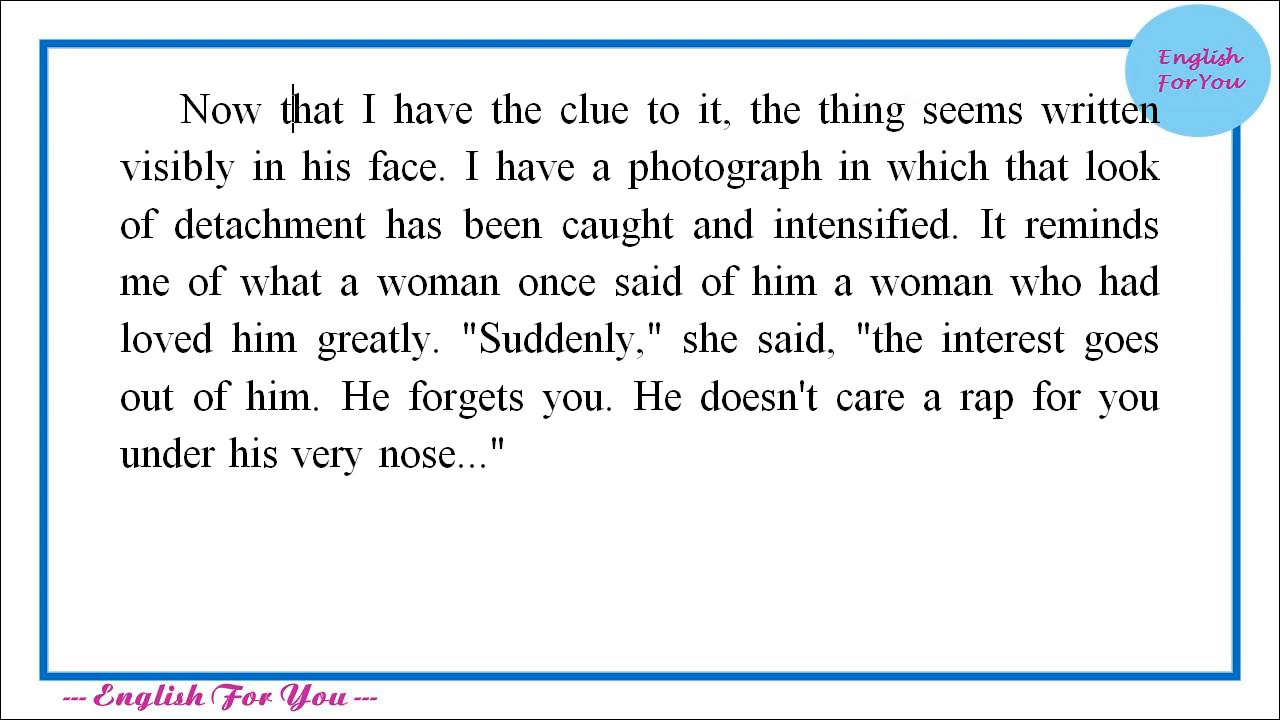 English
ForYou
Now that I have the clue to it, the thing seems written
visibly in his face. I have a photograph in which that look
of detachment has been caught and intensified. It reminds
me of what a woman once said of him a woman who had
loved him greatly. "Suddenly," she said, "the interest goes
out of him. He forgets you. He doesn't care a rap for you
under his very nose..."
--- English For You ---